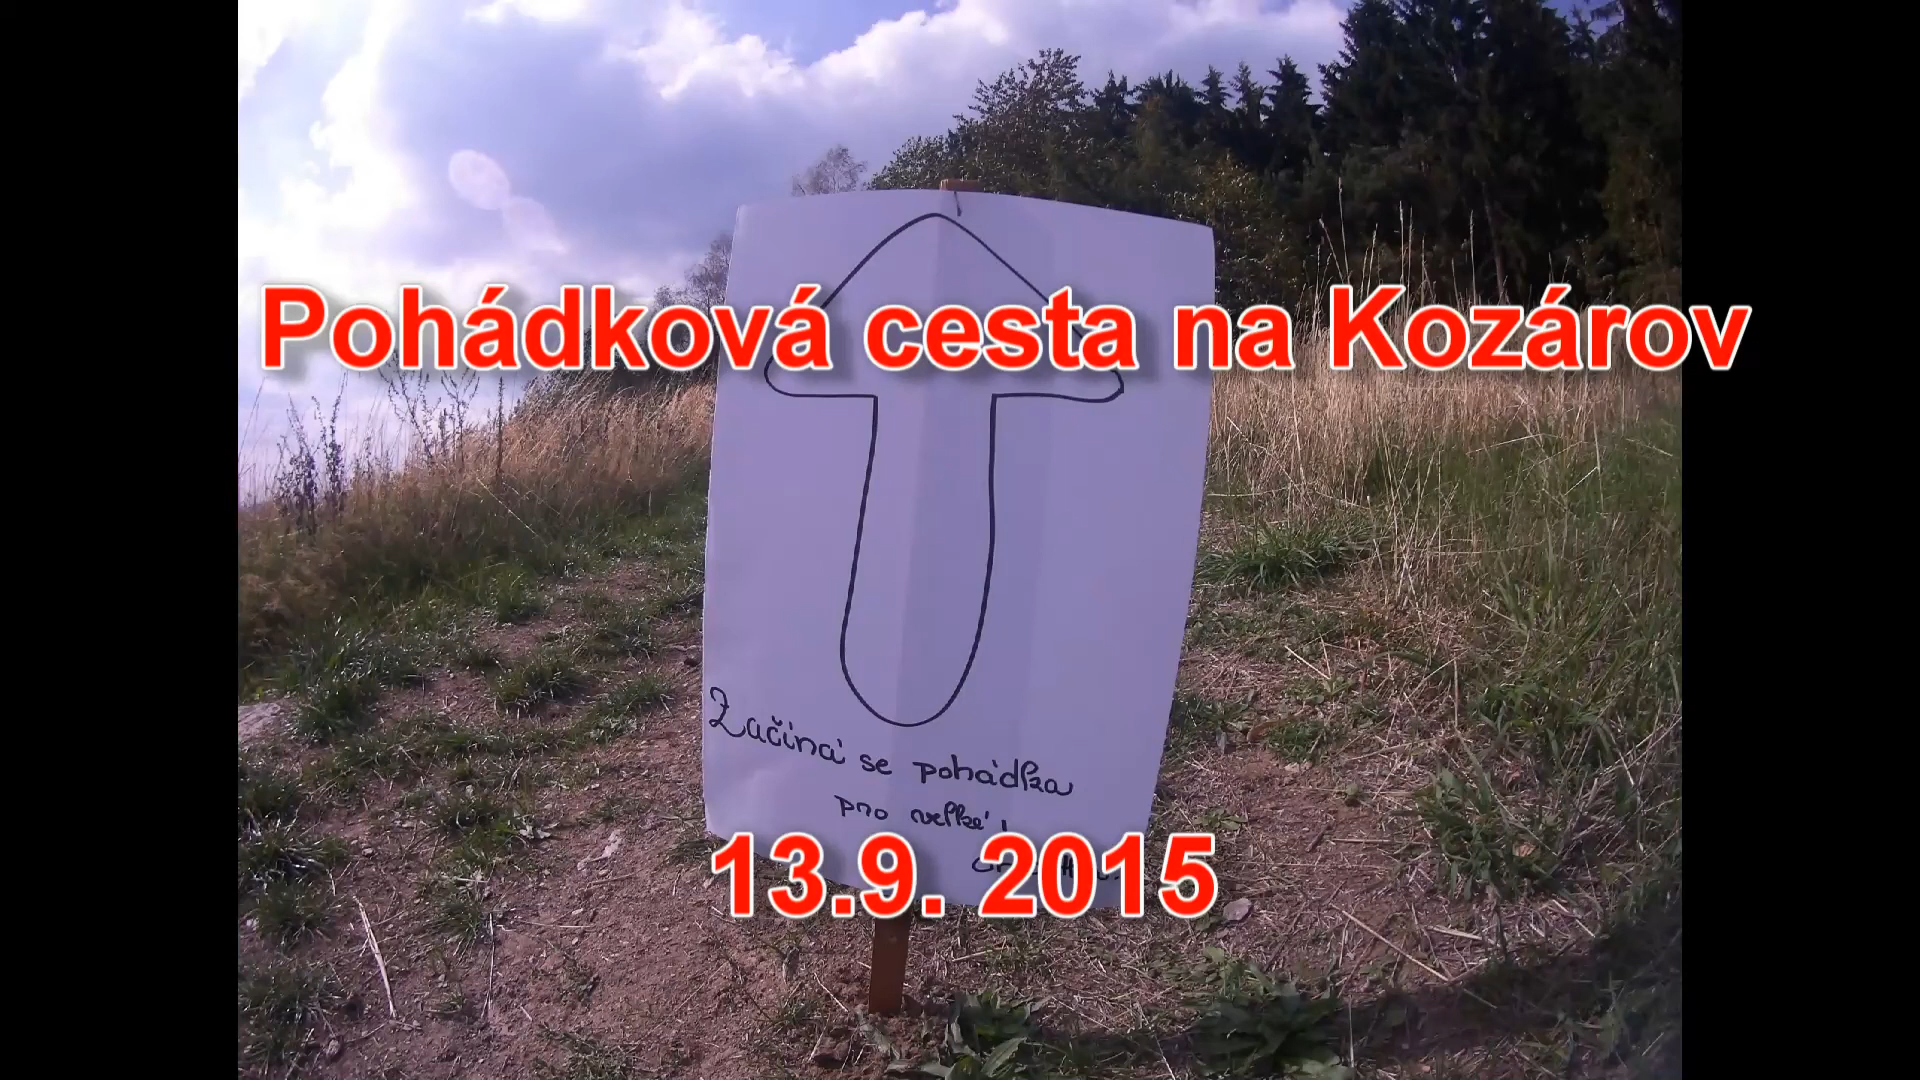 Pohádková cesta na Kozárov
Začíná se pohádka
pro velké!
13.9. 2015